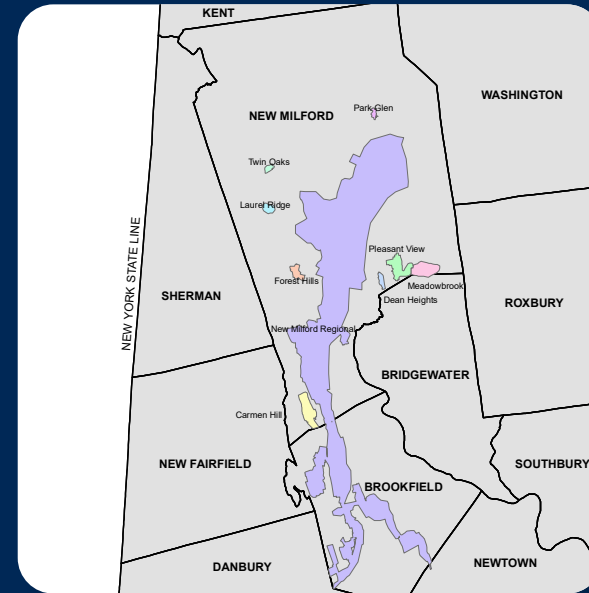 KENT
WASHINGTON
Park Glen
NEW MILFORD
Twin Oaks
Laurel Ridge
NEW YORK STATE LINE
Pleasant View
Forest Hills
Meadowbrook
SHERMAN
Dean Heights
ROXBURY
New Milford Regional
BRIDGEWATER
Carmen Hill
NEW FAIRFIELD
SOUTHBURY
BROOKFIELD
DANBURY
NEWTOWN